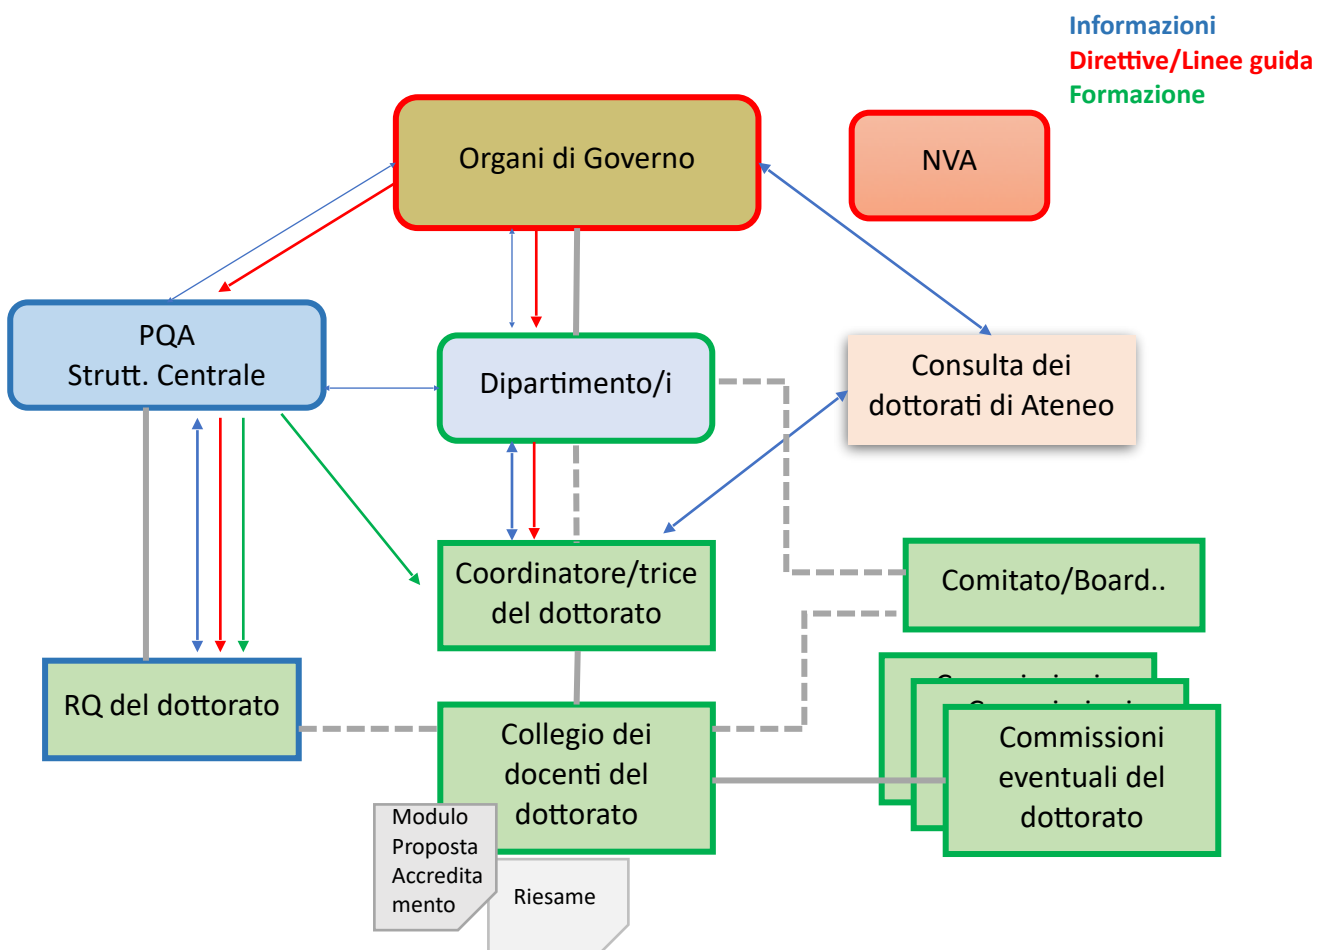 Informazioni
Direttive/Linee guida
Formazione
Organi di Governo
NVA
PQA
Strutt. Centrale
Dipartimento/i
Consulta dei
dottorati di Ateneo
Coordinatore/trice
del dottorato
Comitato/Board..
RQ del dottorato
Collegio dei
docenti del
dottorato
Commissioni
eventuali del
dottorato
Modulo
Proposta
Accredita
mento
Riesame